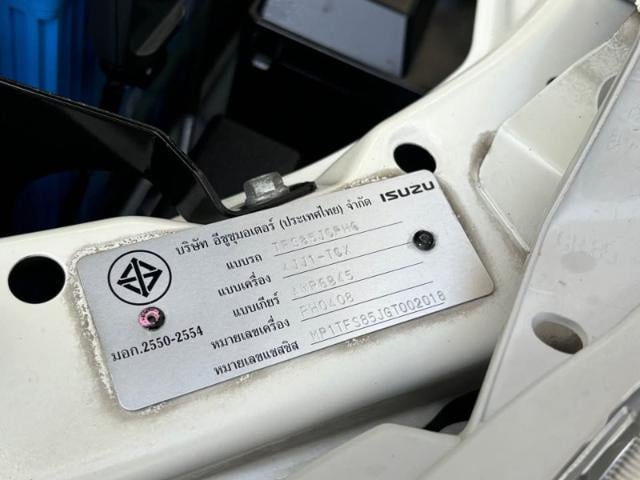 ISUZU
บริษัท อีซูซุมอเตอร์ (ประเทศไทย) จำกัด
แบบรถ TFS85JGPHG
แบบเครื่อง 4JJ1-TCX
แบบเกียร์
หมายเลขเครื่อง RH0408
หมายเลขแชสซิส MP1TFS85JGT002018
มอก.2550-2554